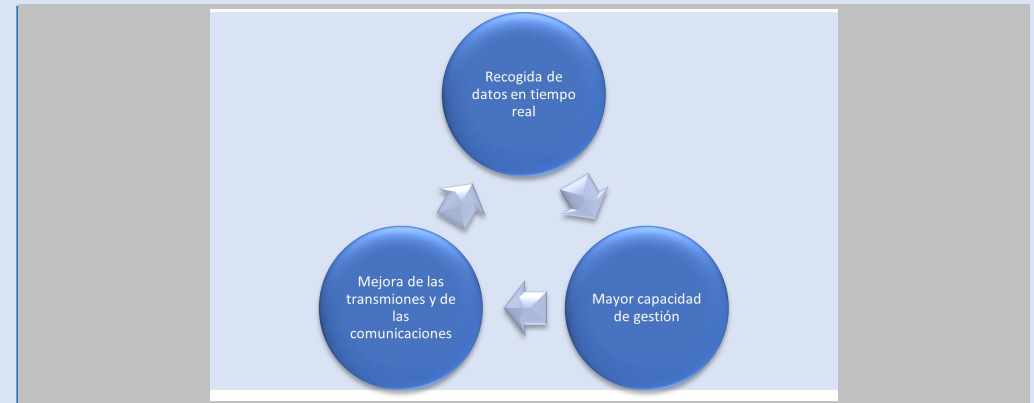 Recogida de
datos en tiempo
real
Mejora de las
transmiones y de
las
comunicaciones
Mayor capacidad
de gestión